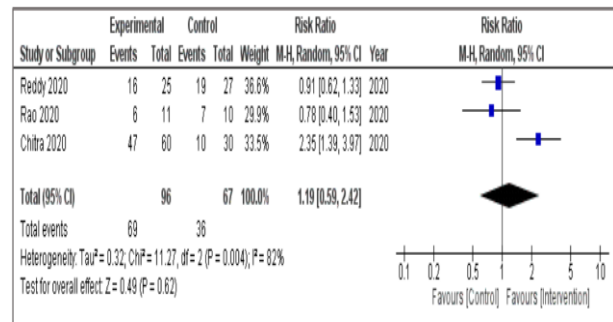 Experimental Control Risk Ratio Risk Ratio
Study or Subgroup Events Total Events Total Weight M-H, Random, 95% CI Year M-H, Random, 95% CI
Reddy 2020 16 25 19 27 36.6% 0.91 [0.62, 1.33] 2020
Rao 2020 6 11 7 10 29.9% 0.78 [0.40, 1.53] 2020
Chitra 2020 47 60 10 30 33.5% 2.35 [1.39, 3.97] 2020
Total (95% CI) 96 67 100.0% 1.19 [0.59, 2.42]
Total events 69 36
Heterogeneity: Tau² = 0.32; Chi² = 11.27, df = 2 (P = 0.004); I² = 82%
Test for overall effect: Z = 0.49 (P = 0.62)
0.1 0.2 0.5 1 2 5 10
Favours [Control] Favours [Intervention]